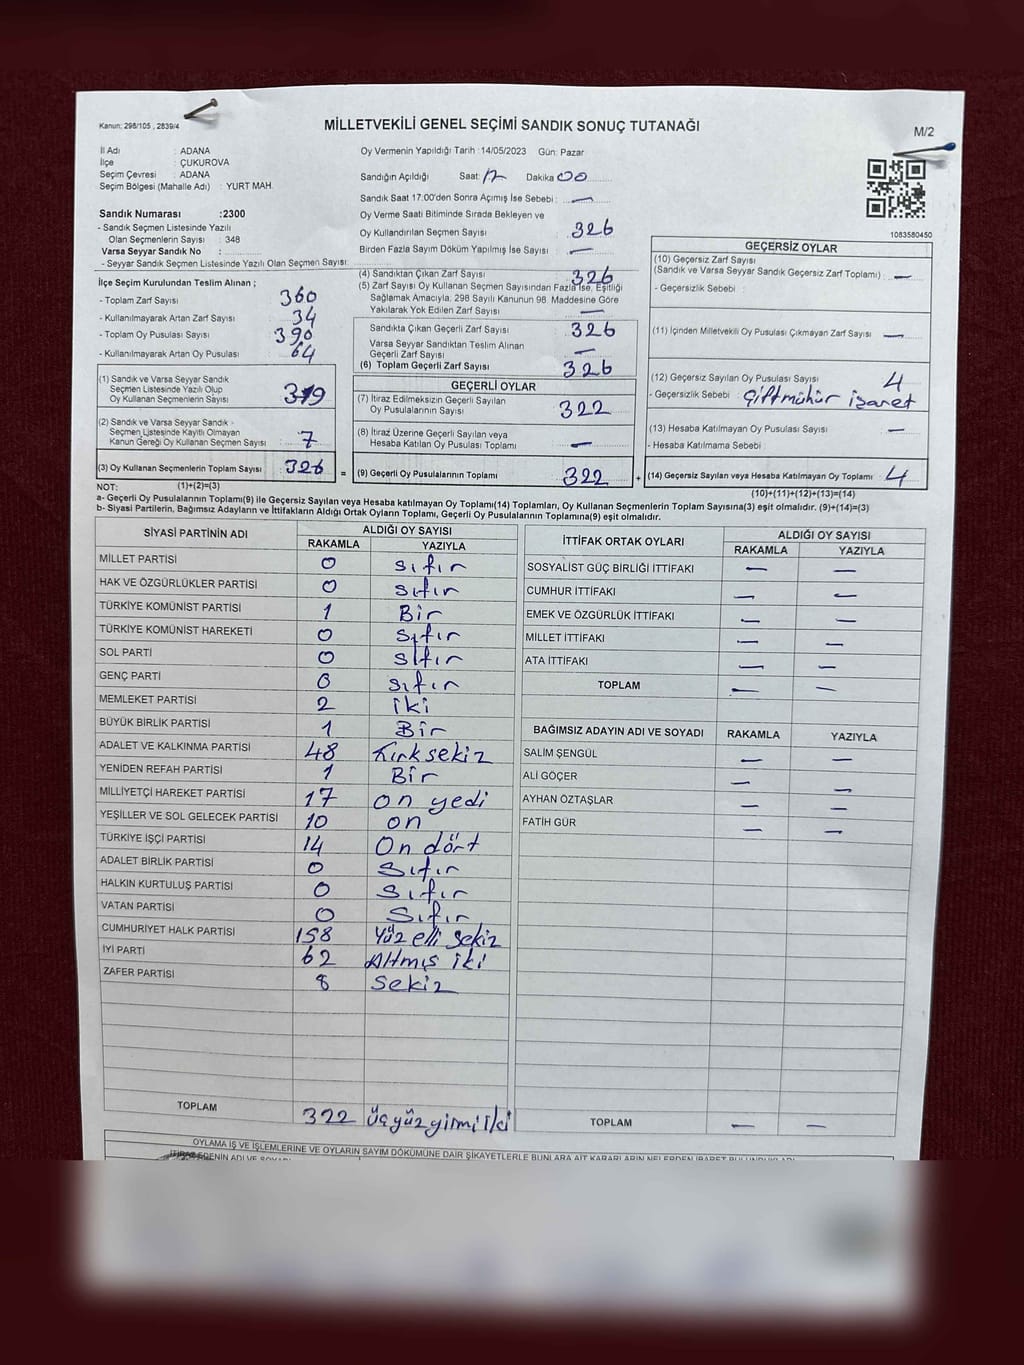 Kanun: 298/105 , 2839/4
MİLLETVEKİLİ GENEL SEÇİMİ SANDIK SONUÇ TUTANAĞI
M/2
İl Adı : ADANA
İlçe : ÇUKUROVA
Seçim Çevresi : ADANA
Seçim Bölgesi (Mahalle Adı) : YURT MAH.
Sandık Numarası :2300
- Sandık Seçmen Listesinde Yazılı
Olan Seçmenlerin Sayısı : 348
Varsa Seyyar Sandık No :
- Seyyar Sandık Seçmen Listesinde Yazılı Olan Seçmen Sayısı:
Oy Vermenin Yapıldığı Tarih : 14/05/2023 Gün: Pazar
Sandığın Açıldığı Saat: 17 Dakika 00
Sandık Saat 17:00'den Sonra Açımış İse Sebebi : —
Oy Verme Saati Bitiminde Sırada Bekleyen ve
Oy Kullandırılan Seçmen Sayısı : 326
Birden Fazla Sayım Döküm Yapılmış İse Sayısı : —
1083580450
İlçe Seçim Kurulundan Teslim Alınan ;
- Toplam Zarf Sayısı : 360
- Kullanılmayarak Artan Zarf Sayısı : 34
- Toplam Oy Pusulası Sayısı : 390
- Kullanılmayarak Artan Oy Pusulası : 64
(1) Sandık ve Varsa Seyyar Sandık
Seçmen Listesinde Yazılı Olup
Oy Kullanan Seçmenlerin Sayısı : 319
(2) Sandık ve Varsa Seyyar Sandık
Seçmen Listesinde Kayıtlı Olmayan
Kanun Gereği Oy Kullanan Seçmen Sayısı : 7
(3) Oy Kullanan Seçmenlerin Toplam Sayısı : 326 =
(4) Sandıktan Çıkan Zarf Sayısı : 326
(5) Zarf Sayısı Oy Kullanan Seçmen Sayısından Fazla İse, Eşitliği
Sağlamak Amacıyla; 298 Sayılı Kanunun 98. Maddesine Göre
Yakılarak Yok Edilen Zarf Sayısı : —
Sandıkta Çıkan Geçerli Zarf Sayısı : 326
Varsa Seyyar Sandıktan Teslim Alınan
Geçerli Zarf Sayısı : —
(6) Toplam Geçerli Zarf Sayısı : 326
GEÇERLİ OYLAR
(7) İtiraz Edilmeksizin Geçerli Sayılan
Oy Pusulalarının Sayısı : 322
(8) İtiraz Üzerine Geçerli Sayılan veya
Hesaba Katılan Oy Pusulası Toplamı : —
(9) Geçerli Oy Pusulalarının Toplamı : 322 +
GEÇERSİZ OYLAR
(10) Geçersiz Zarf Sayısı
(Sandık ve Varsa Seyyar Sandık Geçersiz Zarf Toplamı) : —
- Geçersizlik Sebebi :
(11) İçinden Milletvekili Oy Pusulası Çıkmayan Zarf Sayısı : —
(12) Geçersiz Sayılan Oy Pusulası Sayısı : 4
- Geçersizlik Sebebi : Çift mühür işaret
(13) Hesaba Katılmayan Oy Pusulası Sayısı : —
- Hesaba Katılmama Sebebi :
(14) Geçersiz Sayılan veya Hesaba Katılmayan Oy Toplamı : 4
NOT: (1)+(2)=(3)
(10)+(11)+(12)+(13)=(14)
a- Geçerli Oy Pusulalarının Toplamı(9) ile Geçersiz Sayılan veya Hesaba katılmayan Oy Toplamı(14) Toplamları, Oy Kullanan Seçmenlerin Toplam Sayısına(3) eşit olmalıdır. (9)+(14)=(3)
b- Siyasi Partilerin, Bağımsız Adayların ve İttifakların Aldığı Ortak Oyların Toplamı, Geçerli Oy Pusulalarının Toplamına(9) eşit olmalıdır.
SİYASİ PARTİNİN ADI ALDIĞI OY SAYISI
RAKAMLA YAZIYLA
MİLLET PARTİSİ 0 sıfır
HAK VE ÖZGÜRLÜKLER PARTİSİ 0 sıfır
TÜRKİYE KOMÜNİST PARTİSİ 1 Bir
TÜRKİYE KOMÜNİST HAREKETİ 0 sıfır
SOL PARTİ 0 sıfır
GENÇ PARTİ 0 sıfır
MEMLEKET PARTİSİ 2 iki
BÜYÜK BİRLİK PARTİSİ 1 Bir
ADALET VE KALKINMA PARTİSİ 48 Kırksekiz
YENİDEN REFAH PARTİSİ 1 Bir
MİLLİYETÇİ HAREKET PARTİSİ 17 on yedi
YEŞİLLER VE SOL GELECEK PARTİSİ 10 on
TÜRKİYE İŞÇİ PARTİSİ 14 On dört
ADALET BİRLİK PARTİSİ 0 Sıfır
HALKIN KURTULUŞ PARTİSİ 0 Sıfır
VATAN PARTİSİ 0 Sıfır
CUMHURİYET HALK PARTİSİ 158 Yüz elli sekiz
İYİ PARTİ 62 Altmış iki
ZAFER PARTİSİ 8 Sekiz
TOPLAM 322 üçyüzyirmi iki
İTTİFAK ORTAK OYLARI ALDIĞI OY SAYISI
RAKAMLA YAZIYLA
SOSYALİST GÜÇ BİRLİĞİ İTTİFAKI — —
CUMHUR İTTİFAKI — —
EMEK VE ÖZGÜRLÜK İTTİFAKI — —
MİLLET İTTİFAKI — —
ATA İTTİFAKI — —
TOPLAM — —
BAĞIMSIZ ADAYIN ADI VE SOYADI RAKAMLA YAZIYLA
SALİM ŞENGÜL — —
ALİ GÖÇER — —
AYHAN ÖZTAŞLAR — —
FATİH GÜR — —
TOPLAM — —
OYLAMA İŞ VE İŞLEMLERİNE VE OYLARIN SAYIM DÖKÜMÜNE DAİR ŞİKAYETLERLE BUNLARA AİT KARARLARIN NELERDEN İBARET BULUNDUKLARI